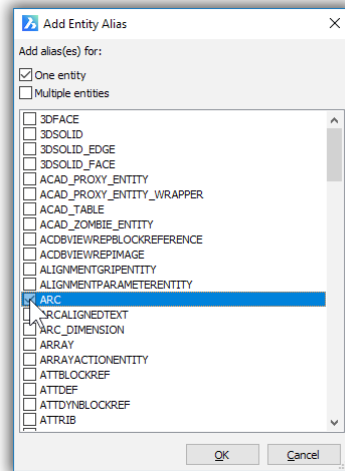 Add Entity Alias
Add alias(es) for:
One entity
Multiple entities
3DFACE
3DSOLID
3DSOLID_EDGE
3DSOLID_FACE
ACAD_PROXY_ENTITY
ACAD_PROXY_ENTITY_WRAPPER
ACAD_TABLE
ACAD_ZOMBIE_ENTITY
ACDBVIEWREPBLOCKREFERENCE
ACDBVIEWREPIMAGE
ALIGNMENTGRIPENTITY
ALIGNMENTPARAMETERENTITY
ARC
ARCALIGNEDTEXT
ARC_DIMENSION
ARRAY
ARRAYACTIONENTITY
ATTBLOCKREF
ATTDEF
ATTDYNBLOCKREF
ATTRIB
OK Cancel